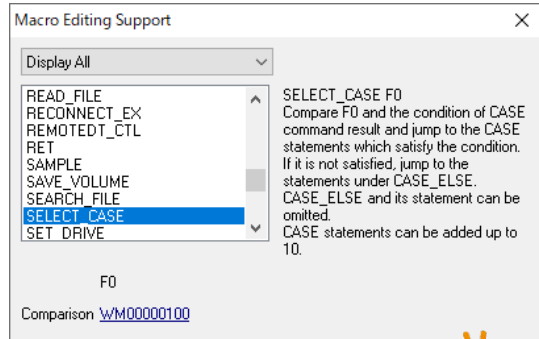 Macro Editing Support
Display All
READ_FILE
RECONNECT_EX
REMOTEDT_CTL
RET
SAMPLE
SAVE_VOLUME
SEARCH_FILE
SELECT_CASE
SET_DRIVE
SELECT_CASE F0
Compare F0 and the condition of CASE
command result and jump to the CASE
statements which satisfy the condition.
If it is not satisfied, jump to the
statements under CASE_ELSE.
CASE_ELSE and its statement can be
omitted.
CASE statements can be added up to
10.
F0
Comparison WM00000100